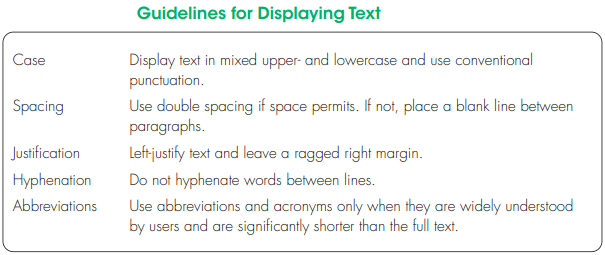 Guidelines for Displaying Text
Case Display text in mixed upper- and lowercase and use conventional
punctuation.
Spacing Use double spacing if space permits. If not, place a blank line between
paragraphs.
Justification Left-justify text and leave a ragged right margin.
Hyphenation Do not hyphenate words between lines.
Abbreviations Use abbreviations and acronyms only when they are widely understood
by users and are significantly shorter than the full text.